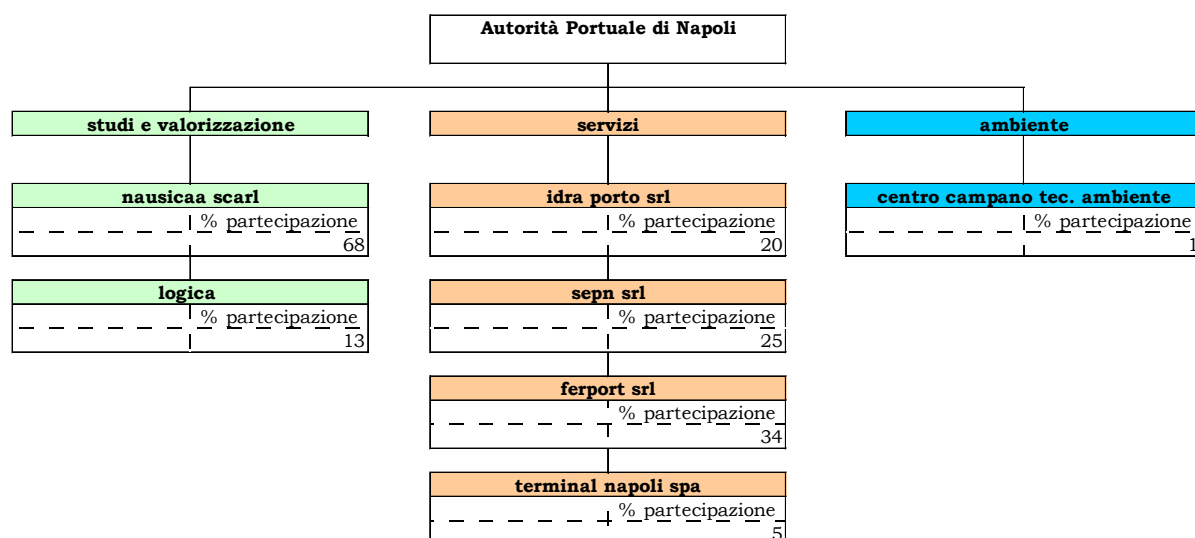 Autorità Portuale di Napoli
studi e valorizzazione
servizi
ambiente
nausicaa scarl
% partecipazione
68
idra porto srl
% partecipazione
20
centro campano tec. ambiente
% partecipazione
1
logica
% partecipazione
13
sepn srl
% partecipazione
25
ferport srl
% partecipazione
34
terminal napoli spa
% partecipazione
5